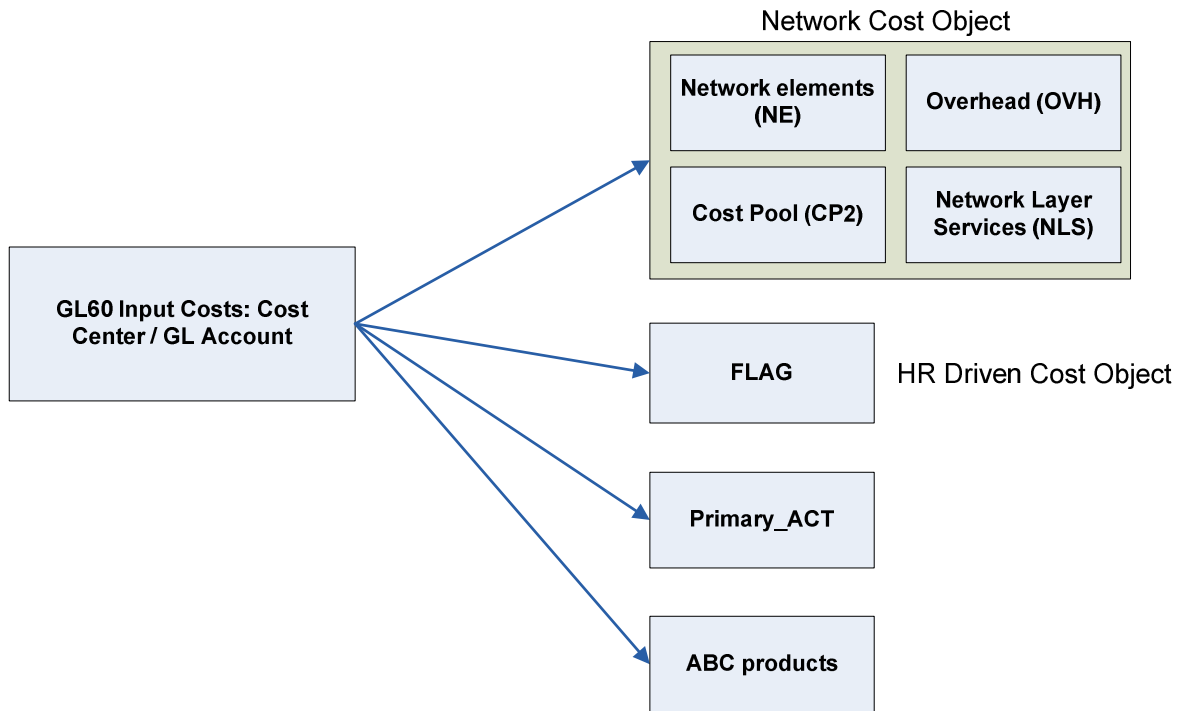 Network Cost Object
Network elements
(NE)
Overhead (OVH)
Cost Pool (CP2)
Network Layer
Services (NLS)
GL60 Input Costs: Cost
Center / GL Account
FLAG
HR Driven Cost Object
Primary_ACT
ABC products